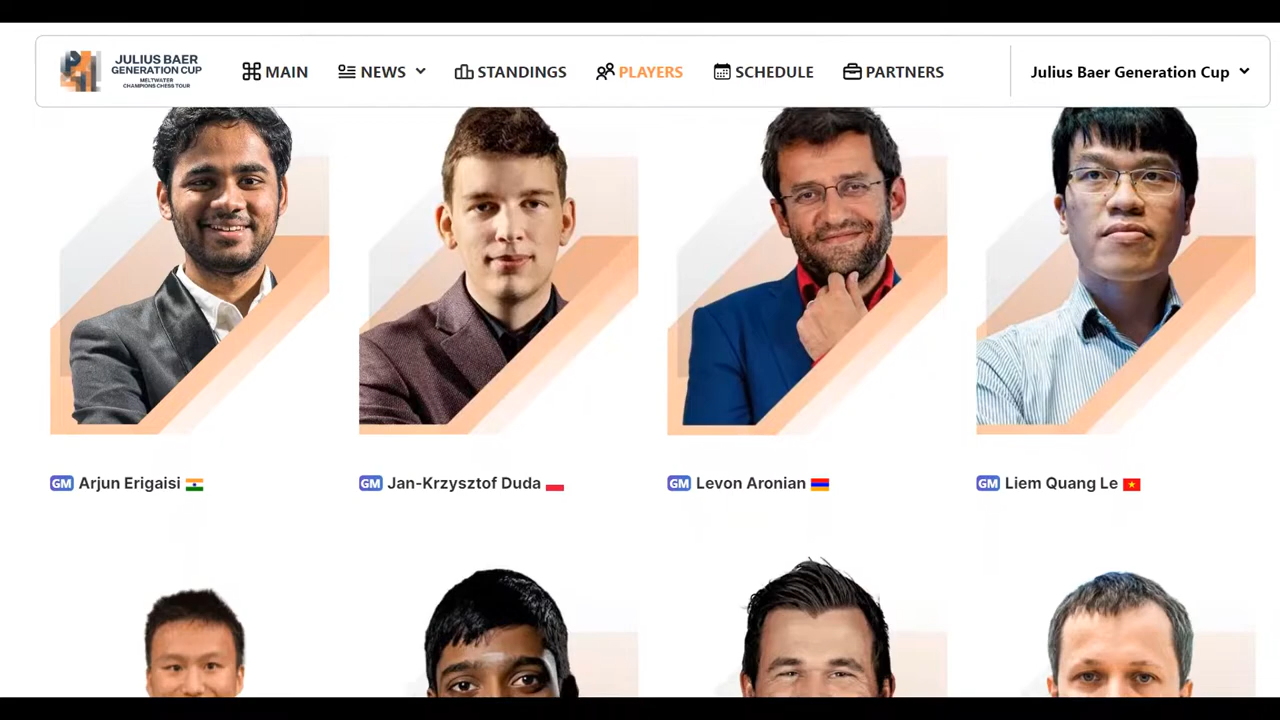 JULIUS BAER
GENERATION CUP
MELTWATER
CHAMPIONS CHESS TOUR
MAIN
NEWS
STANDINGS
PLAYERS
SCHEDULE
PARTNERS
Julius Baer Generation Cup
GM Arjun Erigaisi
GM Jan-Krzysztof Duda
GM Levon Aronian
GM Liem Quang Le